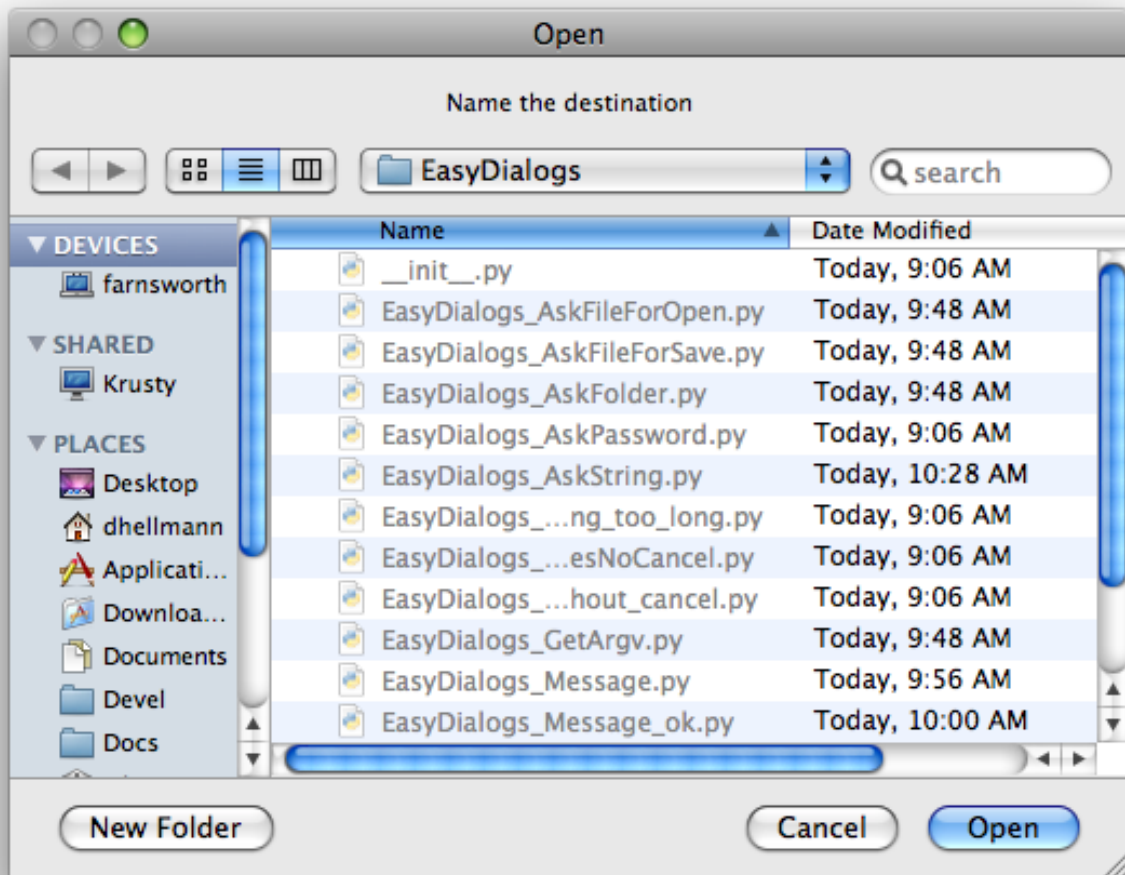 Open
Name the destination
EasyDialogs
search
DEVICES
farnsworth
SHARED
Krusty
PLACES
Desktop
dhellmann
Applicati...
Downloa...
Documents
Devel
Docs
Name Date Modified
__init__.py Today, 9:06 AM
EasyDialogs_AskFileForOpen.py Today, 9:48 AM
EasyDialogs_AskFileForSave.py Today, 9:48 AM
EasyDialogs_AskFolder.py Today, 9:48 AM
EasyDialogs_AskPassword.py Today, 9:06 AM
EasyDialogs_AskString.py Today, 10:28 AM
EasyDialogs_...ng_too_long.py Today, 9:06 AM
EasyDialogs_...esNoCancel.py Today, 9:06 AM
EasyDialogs_...hout_cancel.py Today, 9:06 AM
EasyDialogs_GetArgv.py Today, 9:48 AM
EasyDialogs_Message.py Today, 9:56 AM
EasyDialogs_Message_ok.py Today, 10:00 AM
New Folder Cancel Open